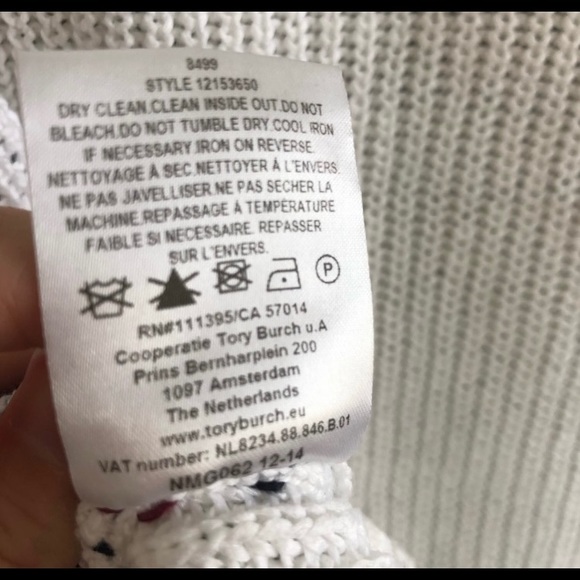 8499
STYLE 12153650
DRY CLEAN.CLEAN INSIDE OUT.DO NOT
BLEACH.DO NOT TUMBLE DRY.COOL IRON
IF NECESSARY.IRON ON REVERSE.
NETTOYAGE À SEC.NETTOYER À L'ENVERS.
NE PAS JAVELLISER.NE PAS SECHER LA
MACHINE.REPASSAGE À TEMPÉRATURE
FAIBLE SI NECESSAIRE. REPASSER
SUR L'ENVERS.
P
RN#111395/CA 57014
Cooperatie Tory Burch u.A
Prins Bernharplein 200
1097 Amsterdam
The Netherlands
www.toryburch.eu
VAT number: NL8234.88.846.B.01
NMG062 12-14